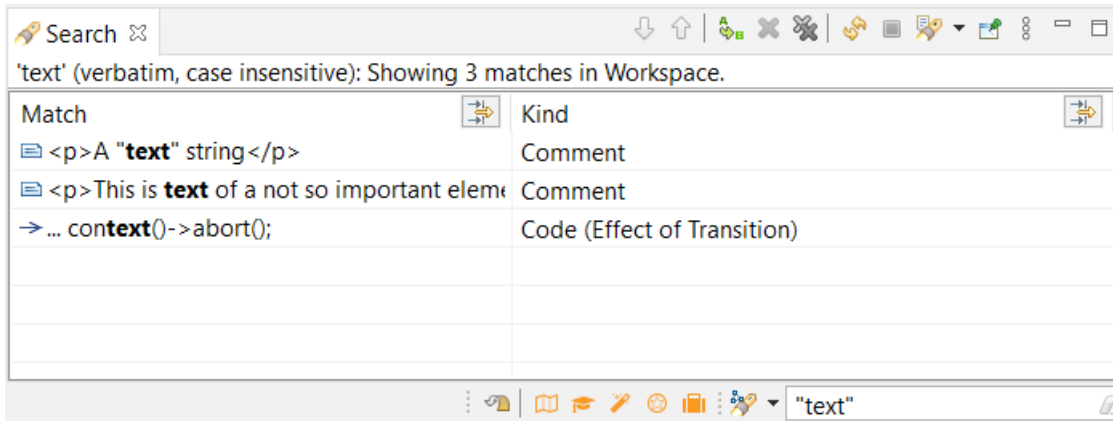 Search
'text' (verbatim, case insensitive): Showing 3 matches in Workspace.
Match Kind
<p>A "text" string</p> Comment
<p>This is text of a not so important eleme Comment
... context()->abort(); Code (Effect of Transition)
"text"